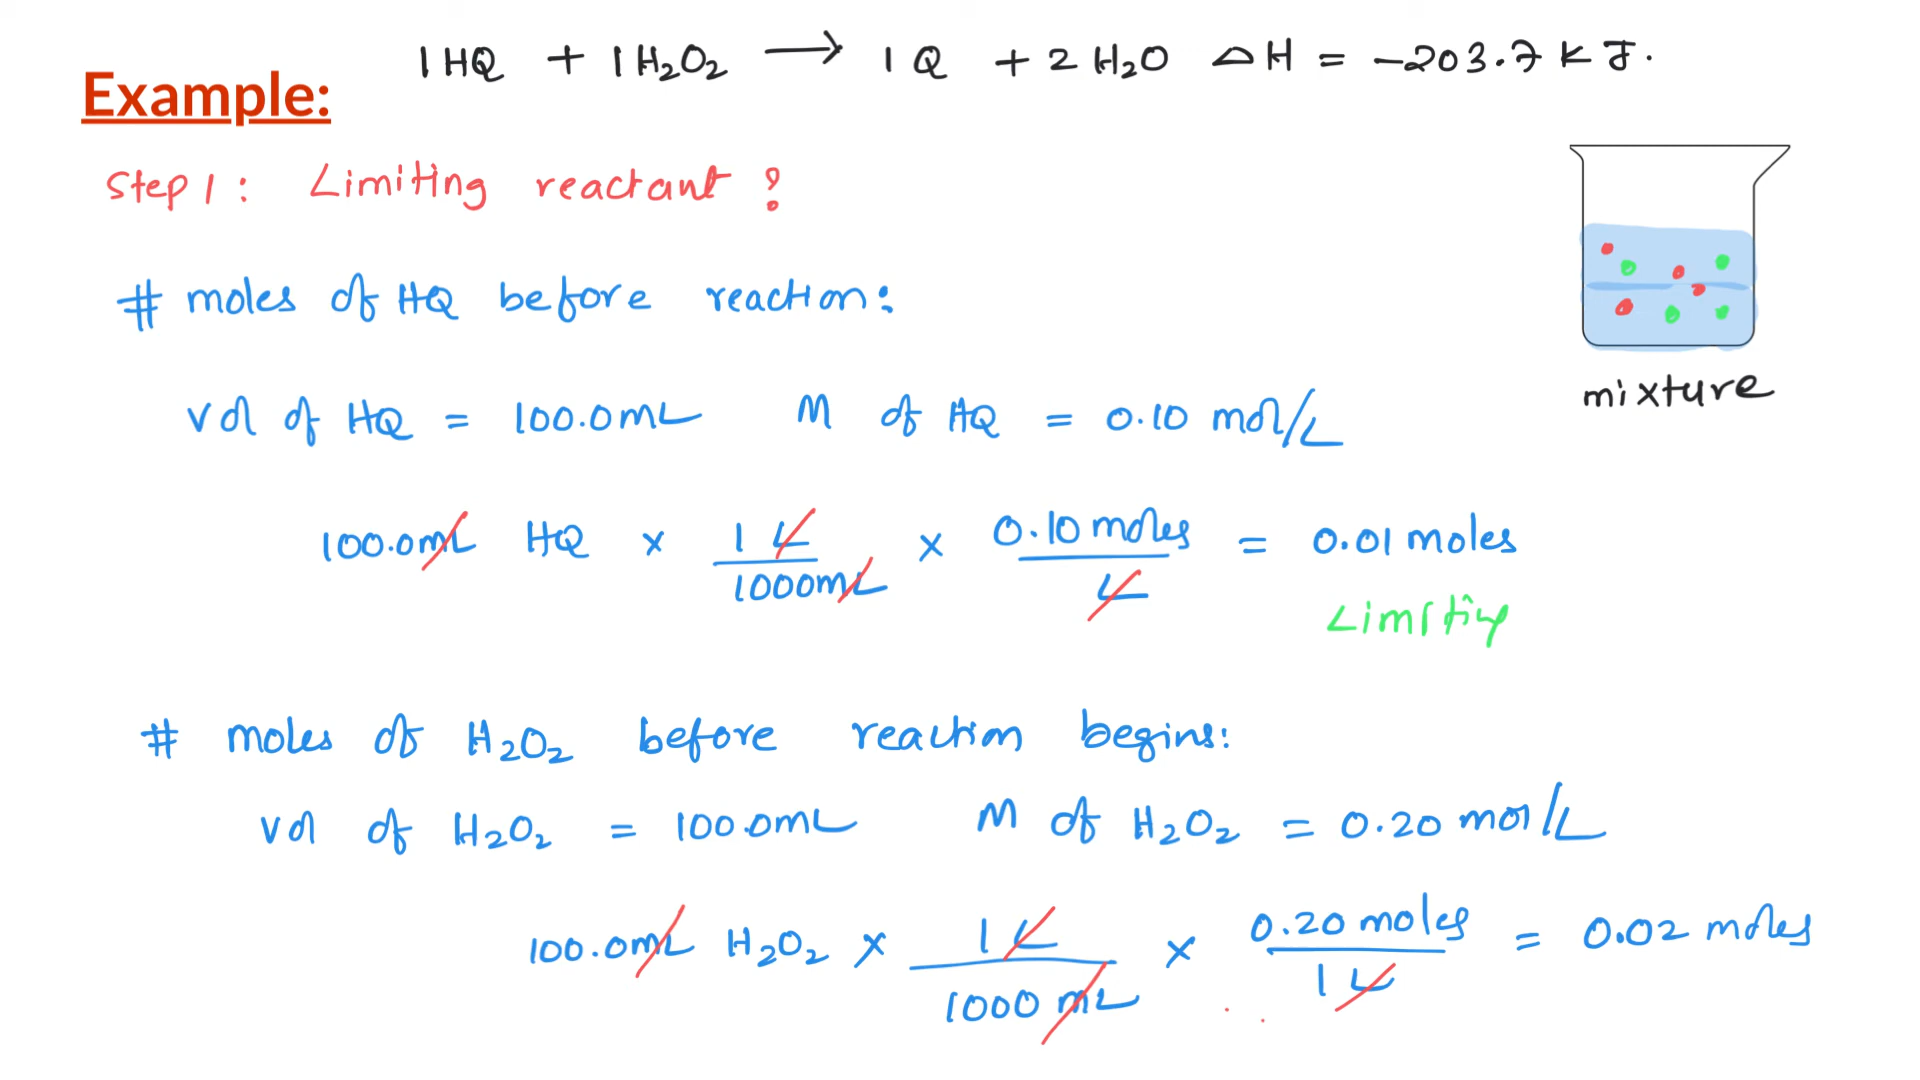 1 HQ + 1 H₂O₂ → 1 Q + 2 H₂O ΔH = -203.7 kJ.
Example:
Step 1: Limiting reactant?
# moles of HQ before reaction:
mixture
vol of HQ = 100.0 mL M of HQ = 0.10 mol/L
100.0 mL HQ x 1 L / 1000 mL x 0.10 moles / L = 0.01 moles
Limiting
# moles of H₂O₂ before reaction begins:
vol of H₂O₂ = 100.0 mL M of H₂O₂ = 0.20 mol/L
100.0 mL H₂O₂ x 1 L / 1000 mL x 0.20 moles / 1 L = 0.02 moles